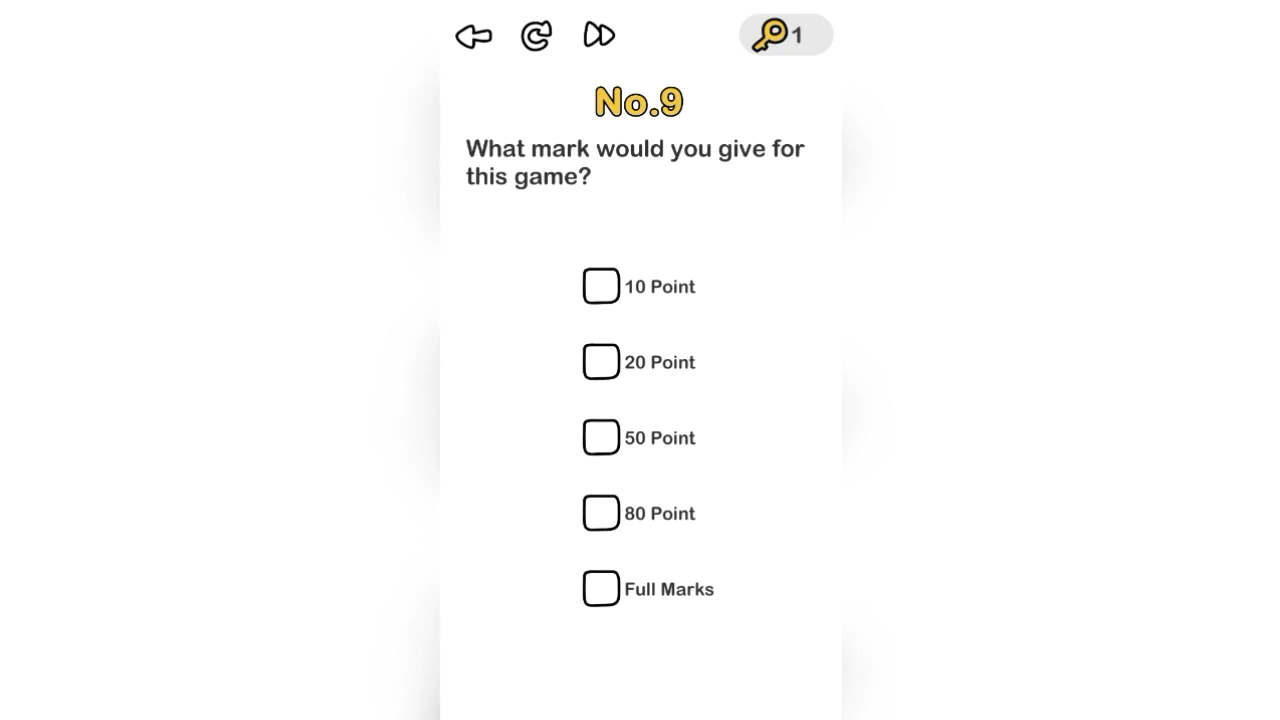 1
No.9
What mark would you give for
this game?
10 Point
20 Point
50 Point
80 Point
Full Marks